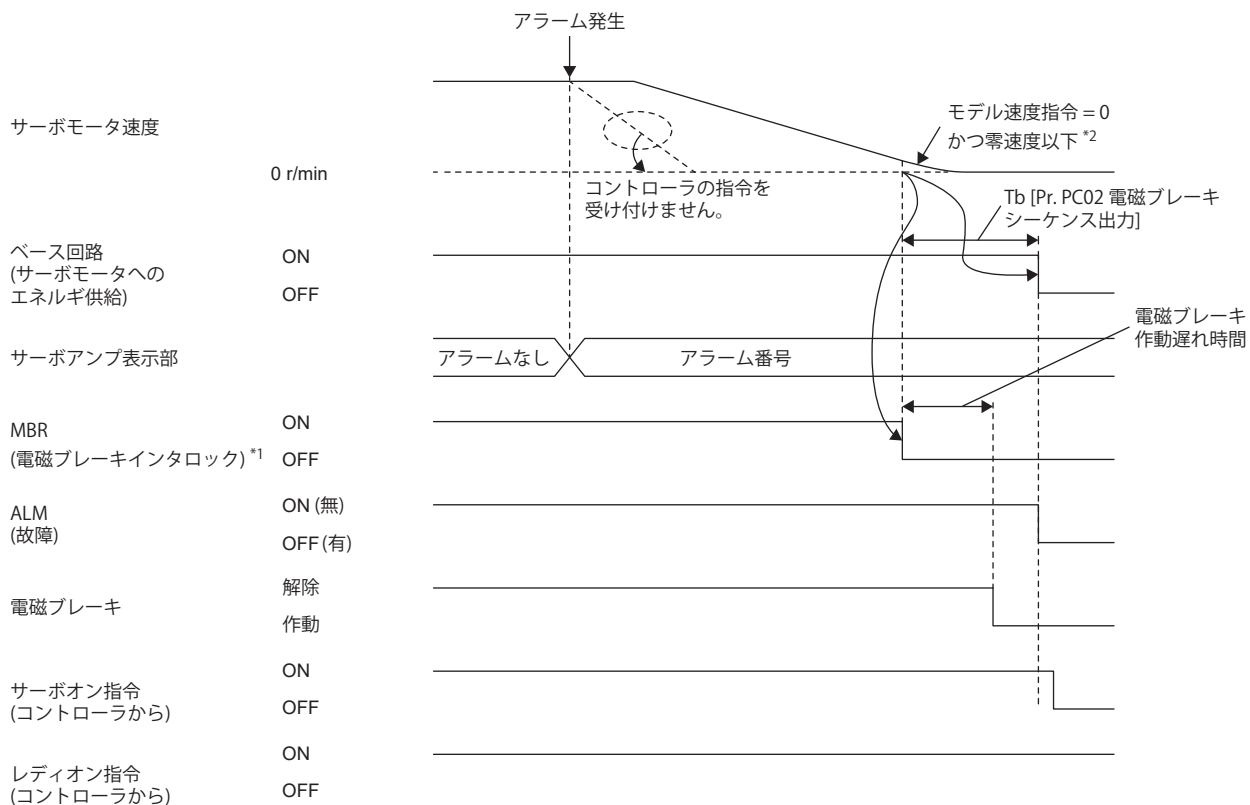 アラーム発生
サーボモータ速度
0 r/min
モデル速度指令 = 0
かつ零速度以下 *2
コントローラの指令を
受け付けません。
Tb [Pr. PC02 電磁ブレーキ
シーケンス出力]
ベース回路
(サーボモータへの
エネルギ供給)
ON
OFF
電磁ブレーキ
作動遅れ時間
サーボアンプ表示部
アラームなし
アラーム番号
MBR
(電磁ブレーキインタロック) *1
ON
OFF
ALM
(故障)
ON (無)
OFF (有)
電磁ブレーキ
解除
作動
サーボオン指令
(コントローラから)
ON
OFF
レディオン指令
(コントローラから)
ON
OFF